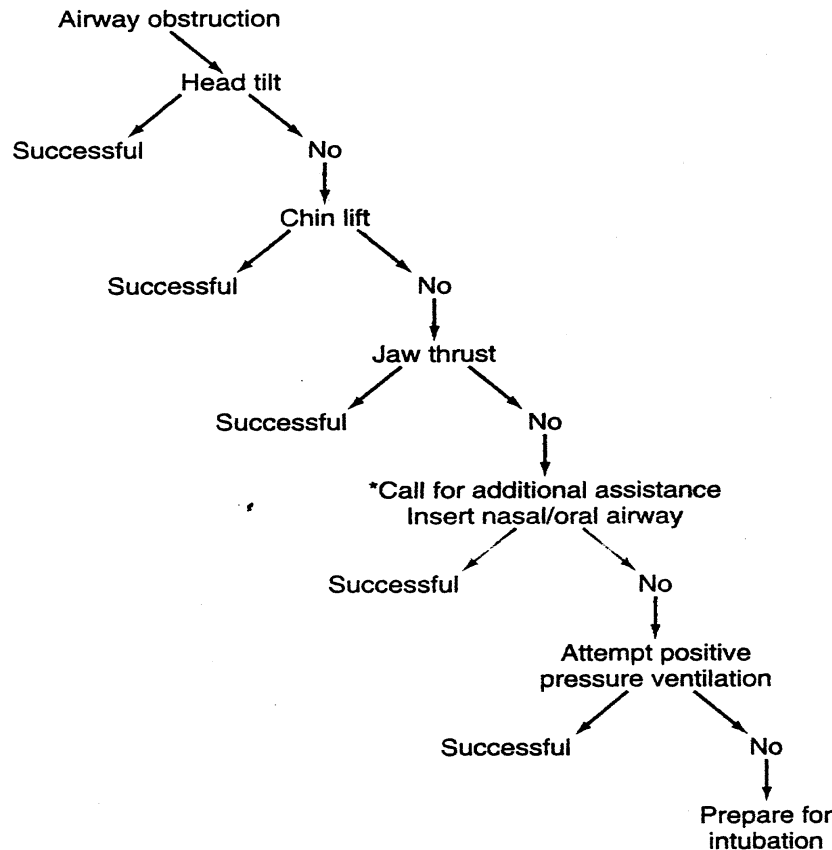 Airway obstruction
Head tilt
Successful
No
Chin lift
Successful
No
Jaw thrust
Successful
No
*Call for additional assistance
Insert nasal/oral airway
Successful
No
Attempt positive
pressure ventilation
Successful
No
Prepare for
intubation